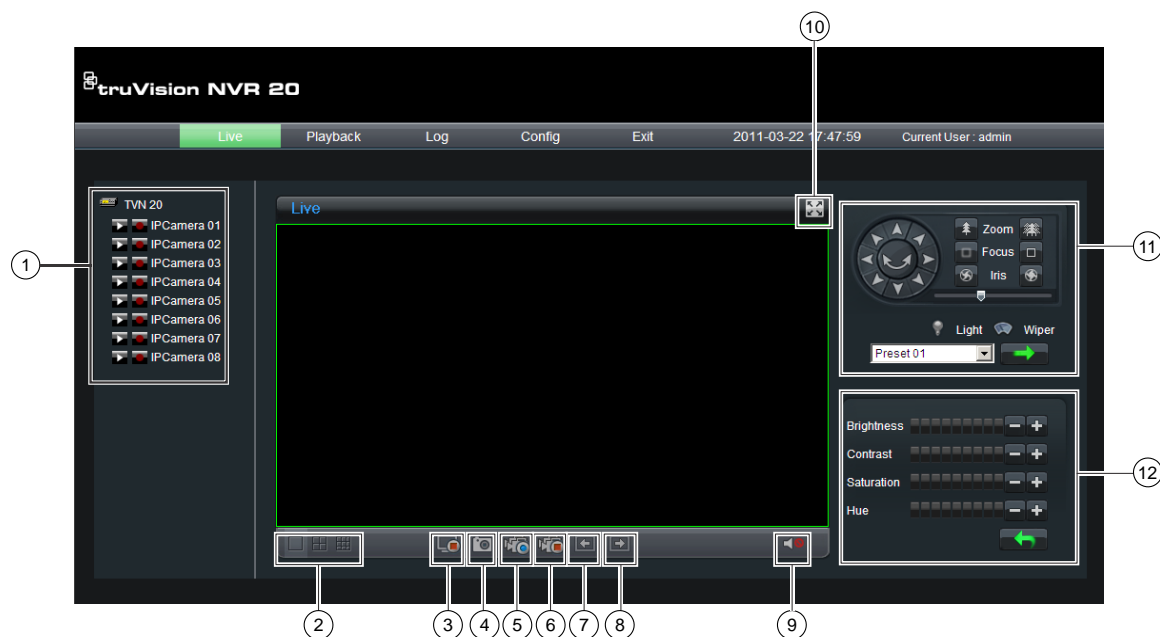 10
truVision NVR 20
Live Playback Log Config Exit 2011-03-22 17:47:59 Current User : admin
TVN 20
IPCamera 01
IPCamera 02
IPCamera 03
IPCamera 04
IPCamera 05
IPCamera 06
IPCamera 07
IPCamera 08
1
Live
Zoom
Focus
Iris
Light Wiper
Preset 01
11
Brightness
Contrast
Saturation
Hue
12
2 3 4 5 6 7 8 9